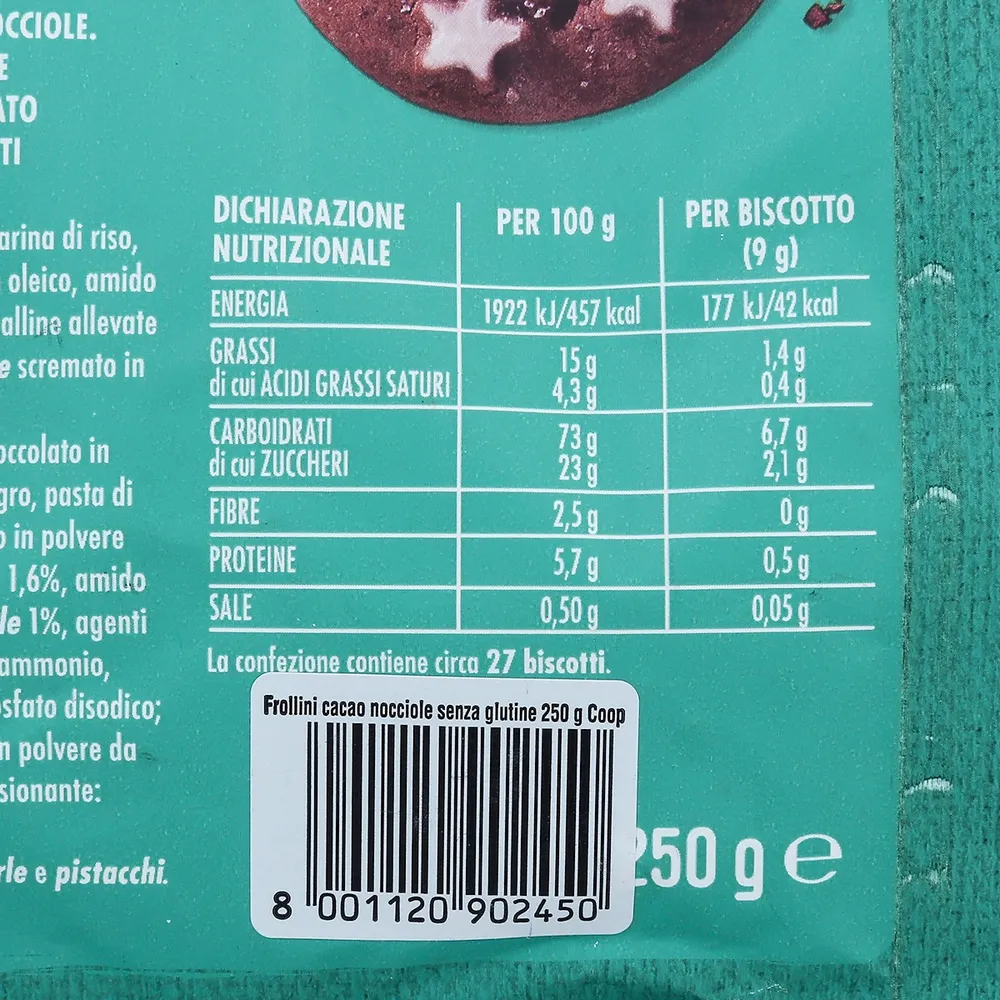 OCCIOLE.
E
ATO
TI
arina di riso,
oleico, amido
alline allevate
e scremato in
occolato in
gro, pasta di
o in polvere
1,6%, amido
le 1%, agenti
ammonio,
sfato disodico;
n polvere da
sionante:
rle e pistacchi.
DICHIARAZIONE NUTRIZIONALE PER 100 g PER BISCOTTO (9 g)
ENERGIA 1922 kJ/457 kcal 177 kJ/42 kcal
GRASSI 15 g 1,4 g
di cui ACIDI GRASSI SATURI 4,3 g 0,4 g
CARBOIDRATI 73 g 6,7 g
di cui ZUCCHERI 23 g 2,1 g
FIBRE 2,5 g 0 g
PROTEINE 5,7 g 0,5 g
SALE 0,50 g 0,05 g
La confezione contiene circa 27 biscotti.
Frollini cacao nocciole senza glutine 250 g Coop
8 001120 902450
250 g e